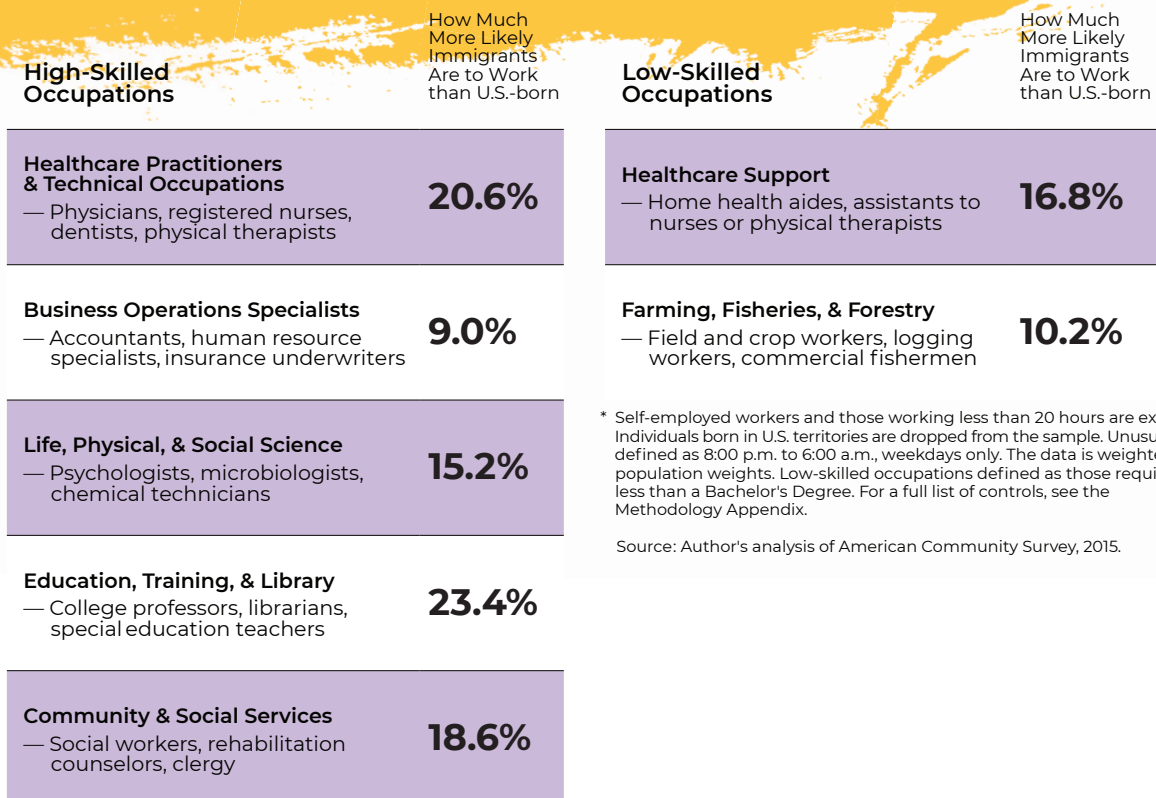 High-Skilled
Occupations
How Much
More Likely
Immigrants
Are to Work
than U.S.-born
Healthcare Practitioners
& Technical Occupations
— Physicians, registered nurses,
dentists, physical therapists
20.6%
Business Operations Specialists
— Accountants, human resource
specialists, insurance underwriters
9.0%
Life, Physical, & Social Science
— Psychologists, microbiologists,
chemical technicians
15.2%
Education, Training, & Library
— College professors, librarians,
special education teachers
23.4%
Community & Social Services
— Social workers, rehabilitation
counselors, clergy
18.6%
Low-Skilled
Occupations
How Much
More Likely
Immigrants
Are to Work
than U.S.-born
Healthcare Support
— Home health aides, assistants to
nurses or physical therapists
16.8%
Farming, Fisheries, & Forestry
— Field and crop workers, logging
workers, commercial fishermen
10.2%
* Self-employed workers and those working less than 20 hours are
Individuals born in U.S. territories are dropped from the sample.
defined as 8:00 p.m. to 6:00 a.m., weekdays only. The data is
population weights. Low-skilled occupations defined as those
less than a Bachelor's Degree. For a full list of controls, see the
Methodology Appendix.
Source: Author's analysis of American Community Survey, 2015.